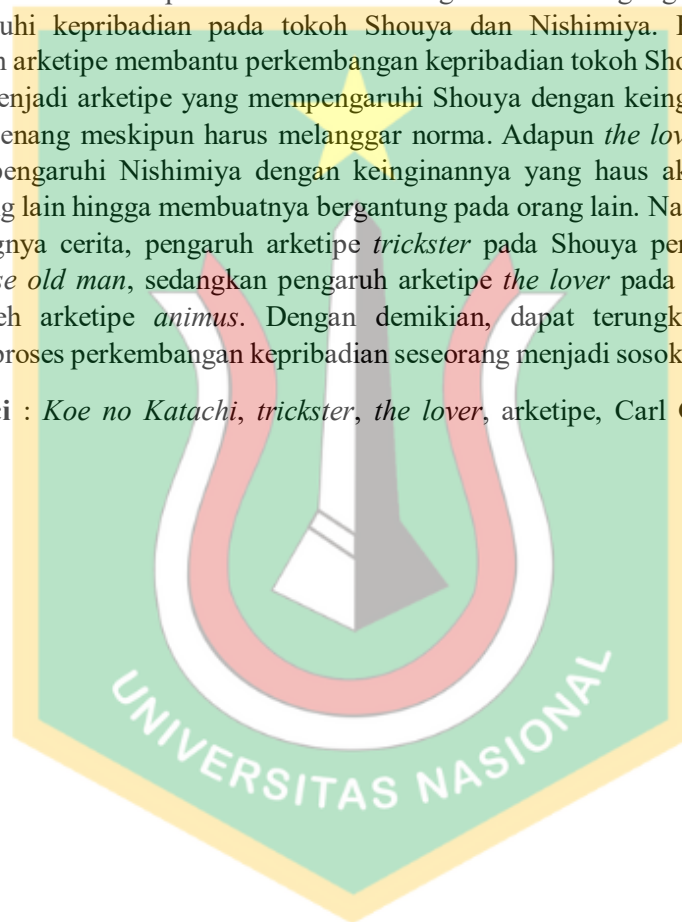 uhi kepribadian pada tokoh Shouya dan Nishimiya.
arketipe membantu perkembangan kepribadian tokoh Sho
enjadi arketipe yang mempengaruhi Shouya dengan keing
enang meskipun harus melanggar norma. Adapun the lov
pengaruhi Nishimiya dengan keinginannya yang haus ak
g lain hingga membuatnya bergantung pada orang lain. Na
gnya cerita, pengaruh arketipe trickster pada Shouya per
se old man, sedangkan pengaruh arketipe the lover pada
eh arketipe animus. Dengan demikian, dapat terungk
proses perkembangan kepribadian seseorang menjadi sosok
ci : Koe no Katachi, trickster, the lover, arketipe, Carl
UNIVERSITAS NASIONAL